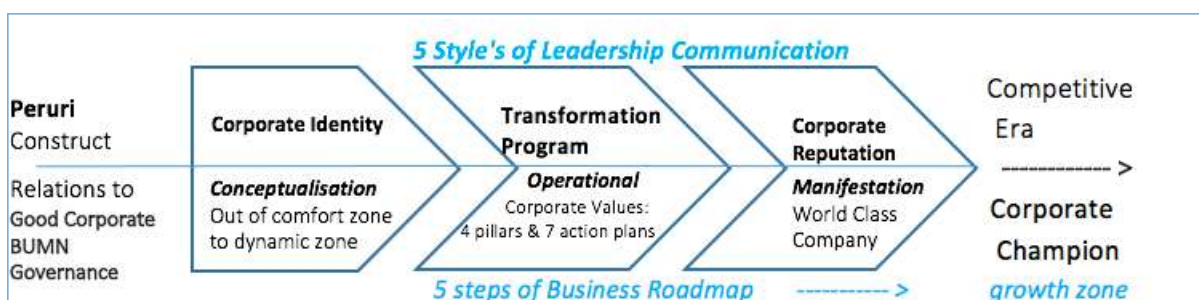 5 Style's of Leadership Communication
Peruri
Construct
Relations to
Good Corporate
BUMN
Governance
Corporate Identity
Conceptualisation
Out of comfort zone
to dynamic zone
Transformation
Program
Operational
Corporate Values:
4 pillars & 7 action plans
Corporate
Reputation
Manifestation
World Class
Company
Competitive
Era
------------ >
Corporate
Champion
growth zone
5 steps of Business Roadmap ----------- >